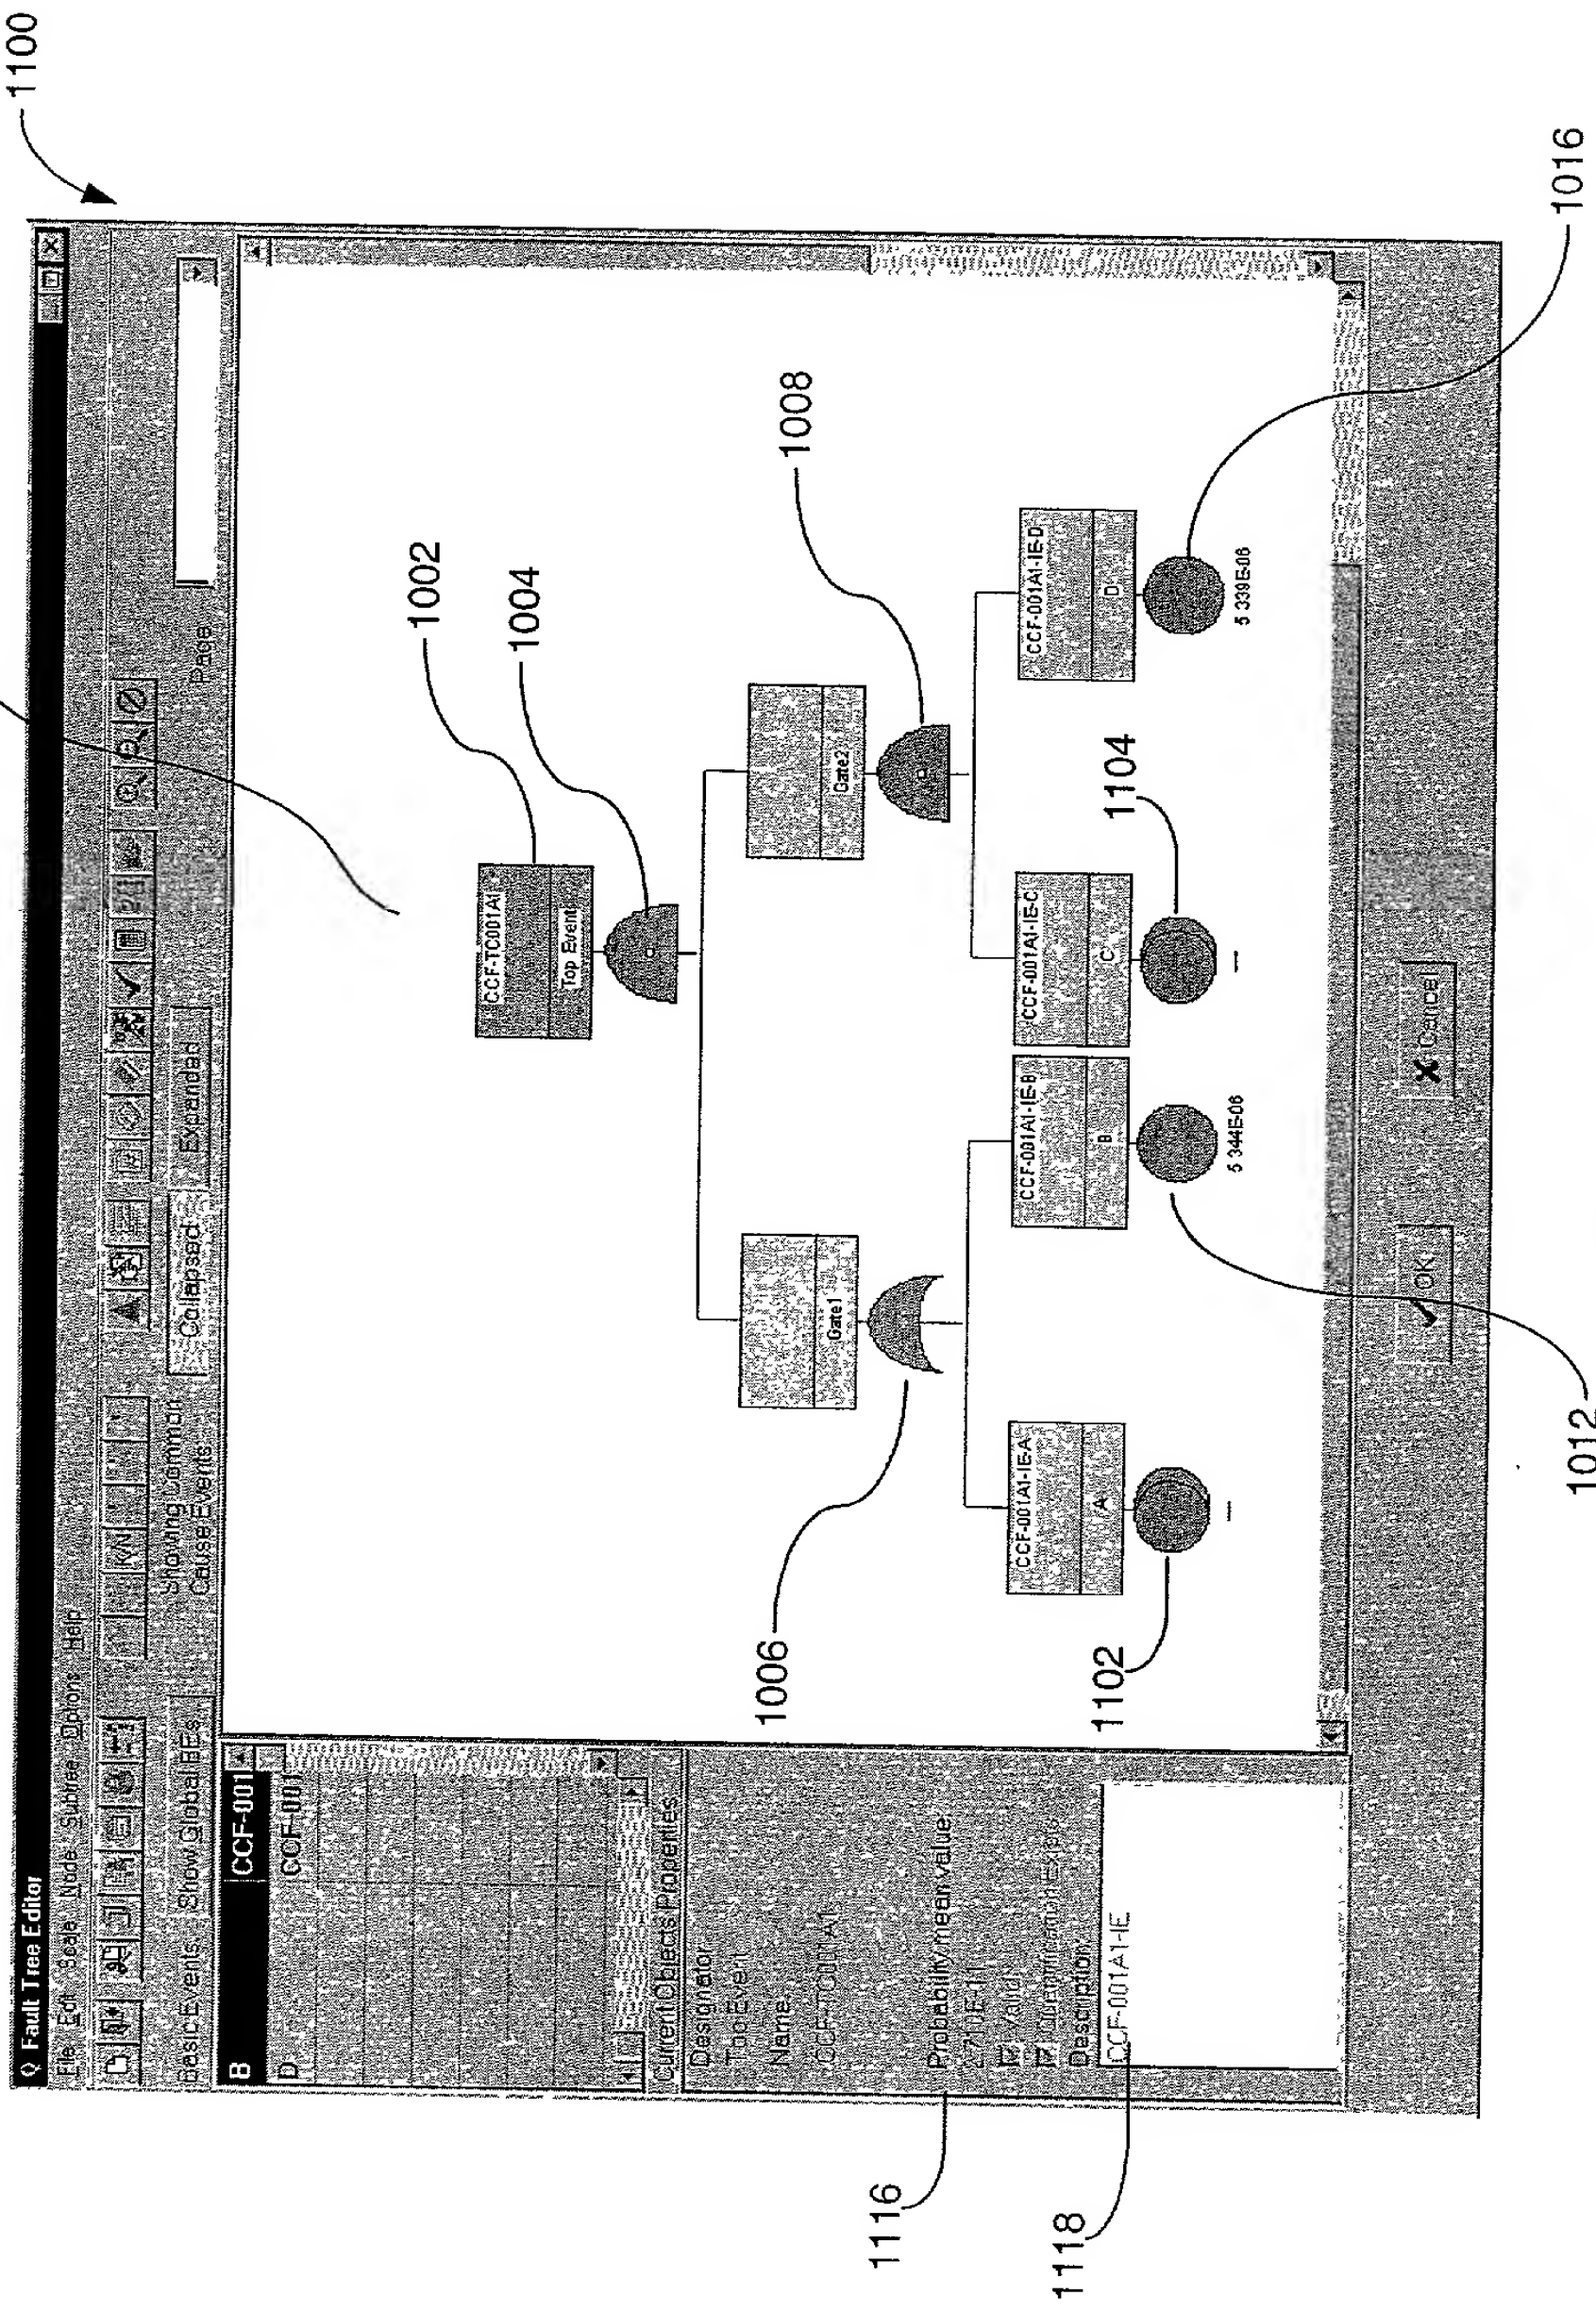 1100
Fault Tree Editor
File Edit Scale Node Subtree Options Help
K/N
Basic Events: Show Global BEs
Showing Common
Cause Events:
Collapsed
Expanded
Page
B CCF-001
D CCF-001
Current Objects Properties:
Designator
Top Event
Name
CCF-TC001A1
Probability mean value:
Valid
Description:
CCF-001A1-IE
1116
1118
CCF-TC001A1
Top Event
1002
1004
Gate1
Gate2
1006
1008
CCF-001A1-IE-A
A
CCF-001A1-IE-B
B
CCF-001A1-IE-C
C
CCF-001A1-IE-D
D
5 344E-06
5 339E-06
1102
1104
1012
1016
OK
Cancel